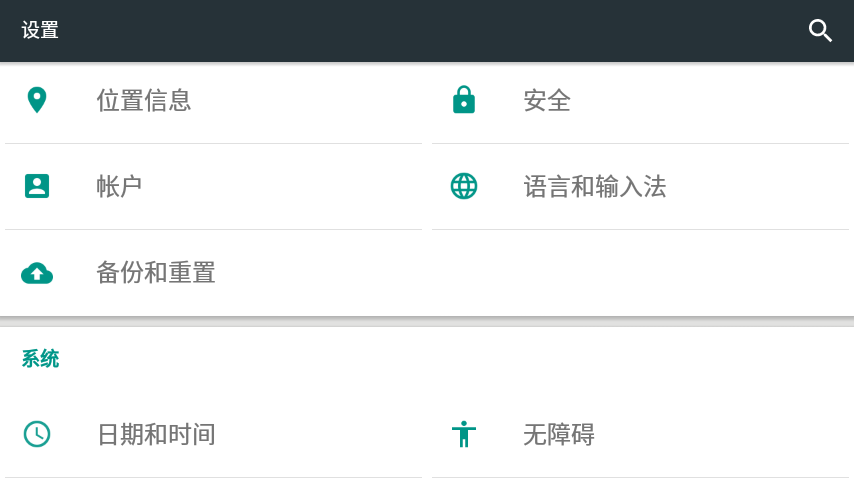 设置
位置信息
安全
帐户
语言和输入法
备份和重置
系统
日期和时间
无障碍